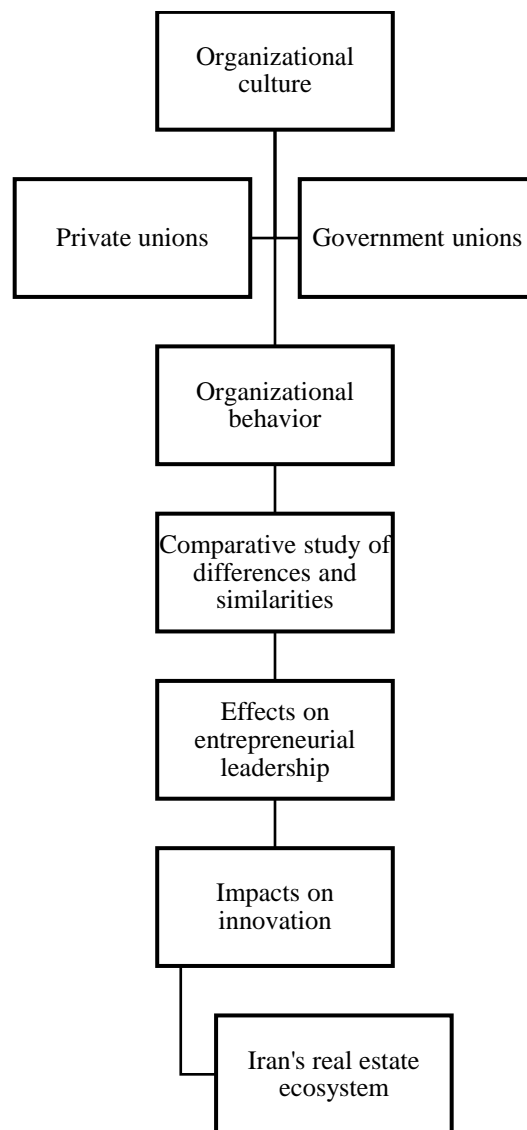 Organizational
culture
Private unions
Government unions
Organizational
behavior
Comparative study of
differences and
similarities
Effects on
entrepreneurial
leadership
Impacts on
innovation
Iran's real estate
ecosystem